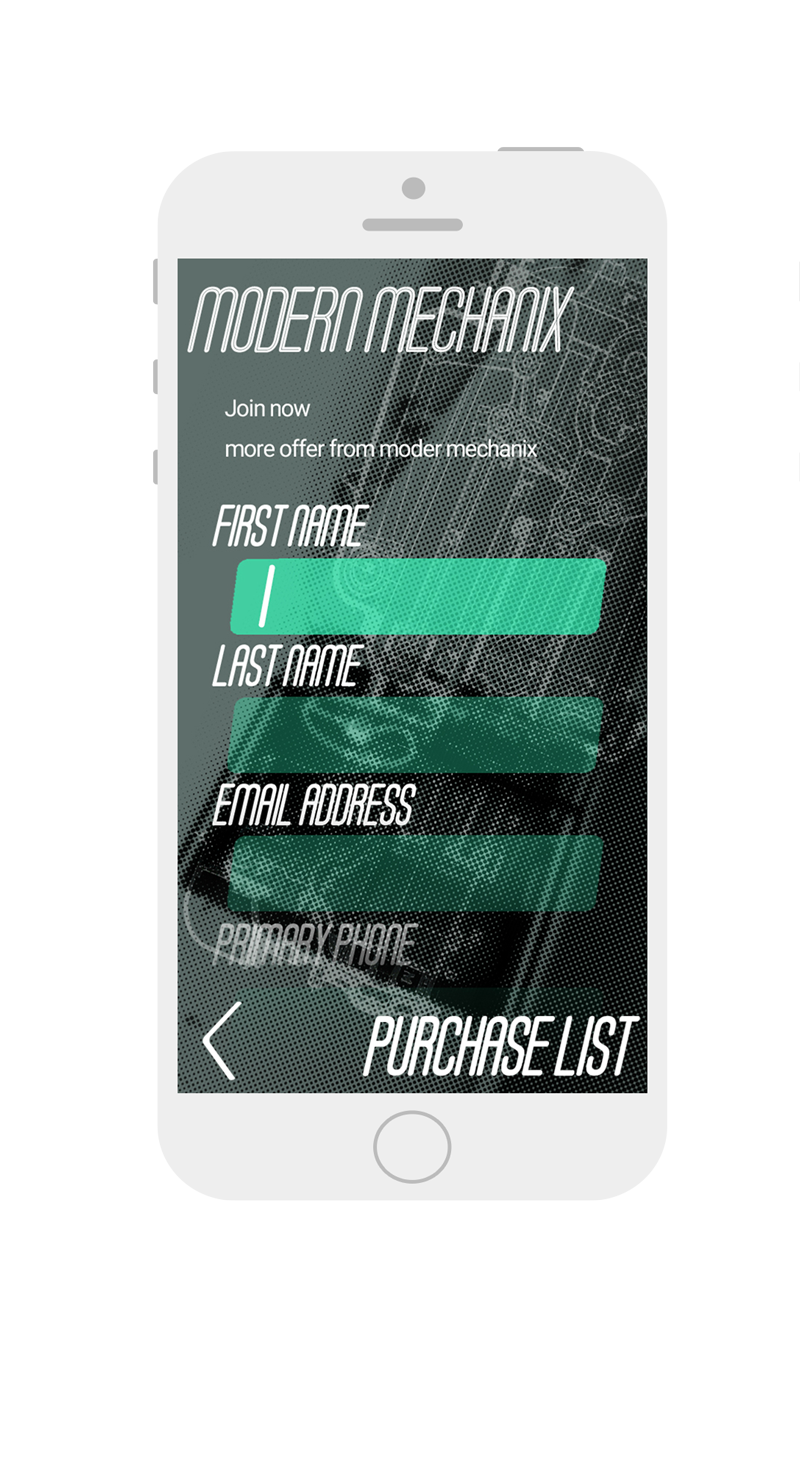 MODERN MECHANIX
Join now
more offer from moder mechanix
FIRST NAME
LAST NAME
EMAIL ADDRESS
PRIMARY PHONE
PURCHASE LIST